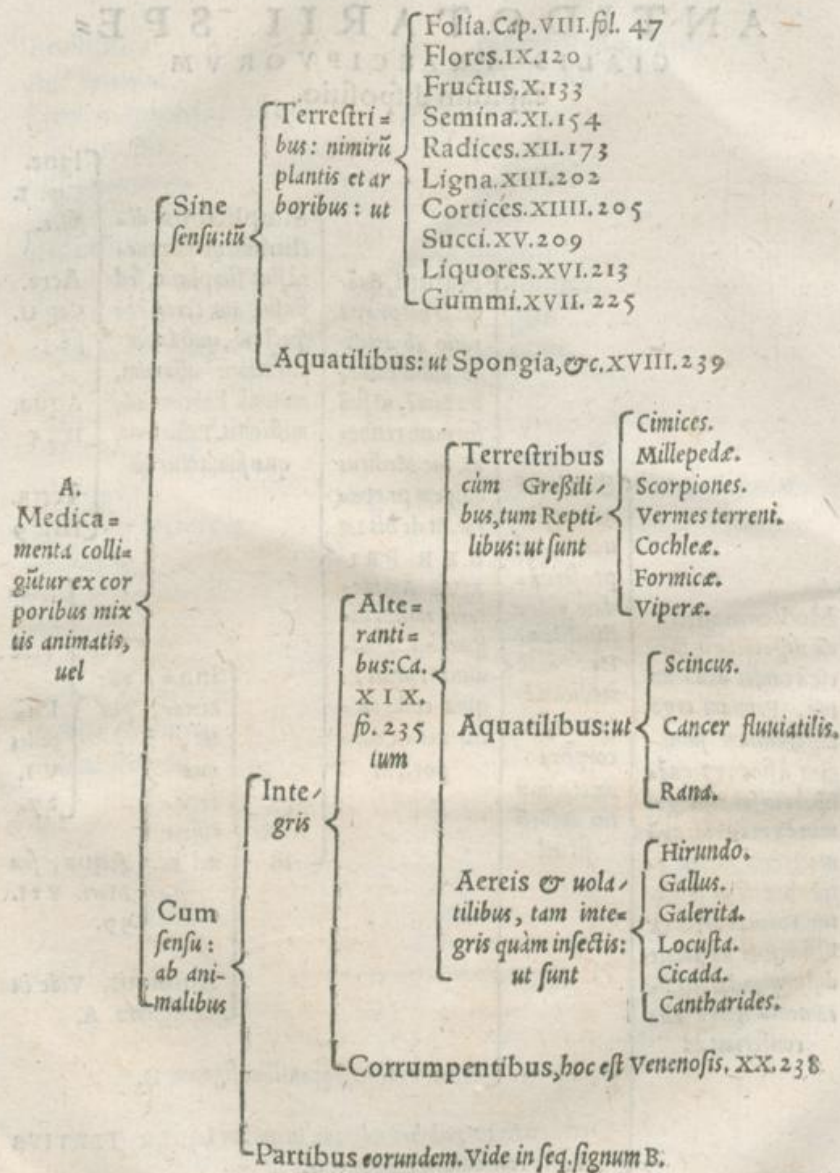 Folia. Cap. VIII. fol. 47
Flores. IX. 120
Fructus. X. 133
Semina. XI. 154
Radices. XII. 173
Ligna. XIII. 202
Cortices. XIIII. 205
Succi. XV. 209
Liquores. XVI. 213
Gummi. XVII. 225
Terreſtri=
bus: nimirũ
plantis et ar
boribus: ut
Sine
ſenſu: tũ
Aquatilibus: ut Spongia, &c. XVIII. 239
A.
Medica=
menta colli=
gũtur ex cor
poribus mix
tis animatis,
uel
Terreſtribus
cùm Greßili/
bus, tum Repti/
libus: ut ſunt
Cimices.
Millepedæ.
Scorpiones.
Vermes terreni.
Cochleæ.
Formicæ.
Viperæ.
Alte=
ranti=
bus: Ca.
XIX.
fo. 235
tum
Aquatilibus: ut
Scincus.
Cancer fluuiatilis.
Rana.
Inte/
gris
Aereis & uola/
tilibus, tam inte=
gris quàm inſectis:
ut ſunt
Hirundo.
Gallus.
Galerita.
Locuſta.
Cicada.
Cantharides.
Cum
ſenſu:
ab ani-
malibus
Corrumpentibus, hoc eſt Venenoſis. XX. 238
Partibus eorundem. Vide in ſeq. ſignum B.